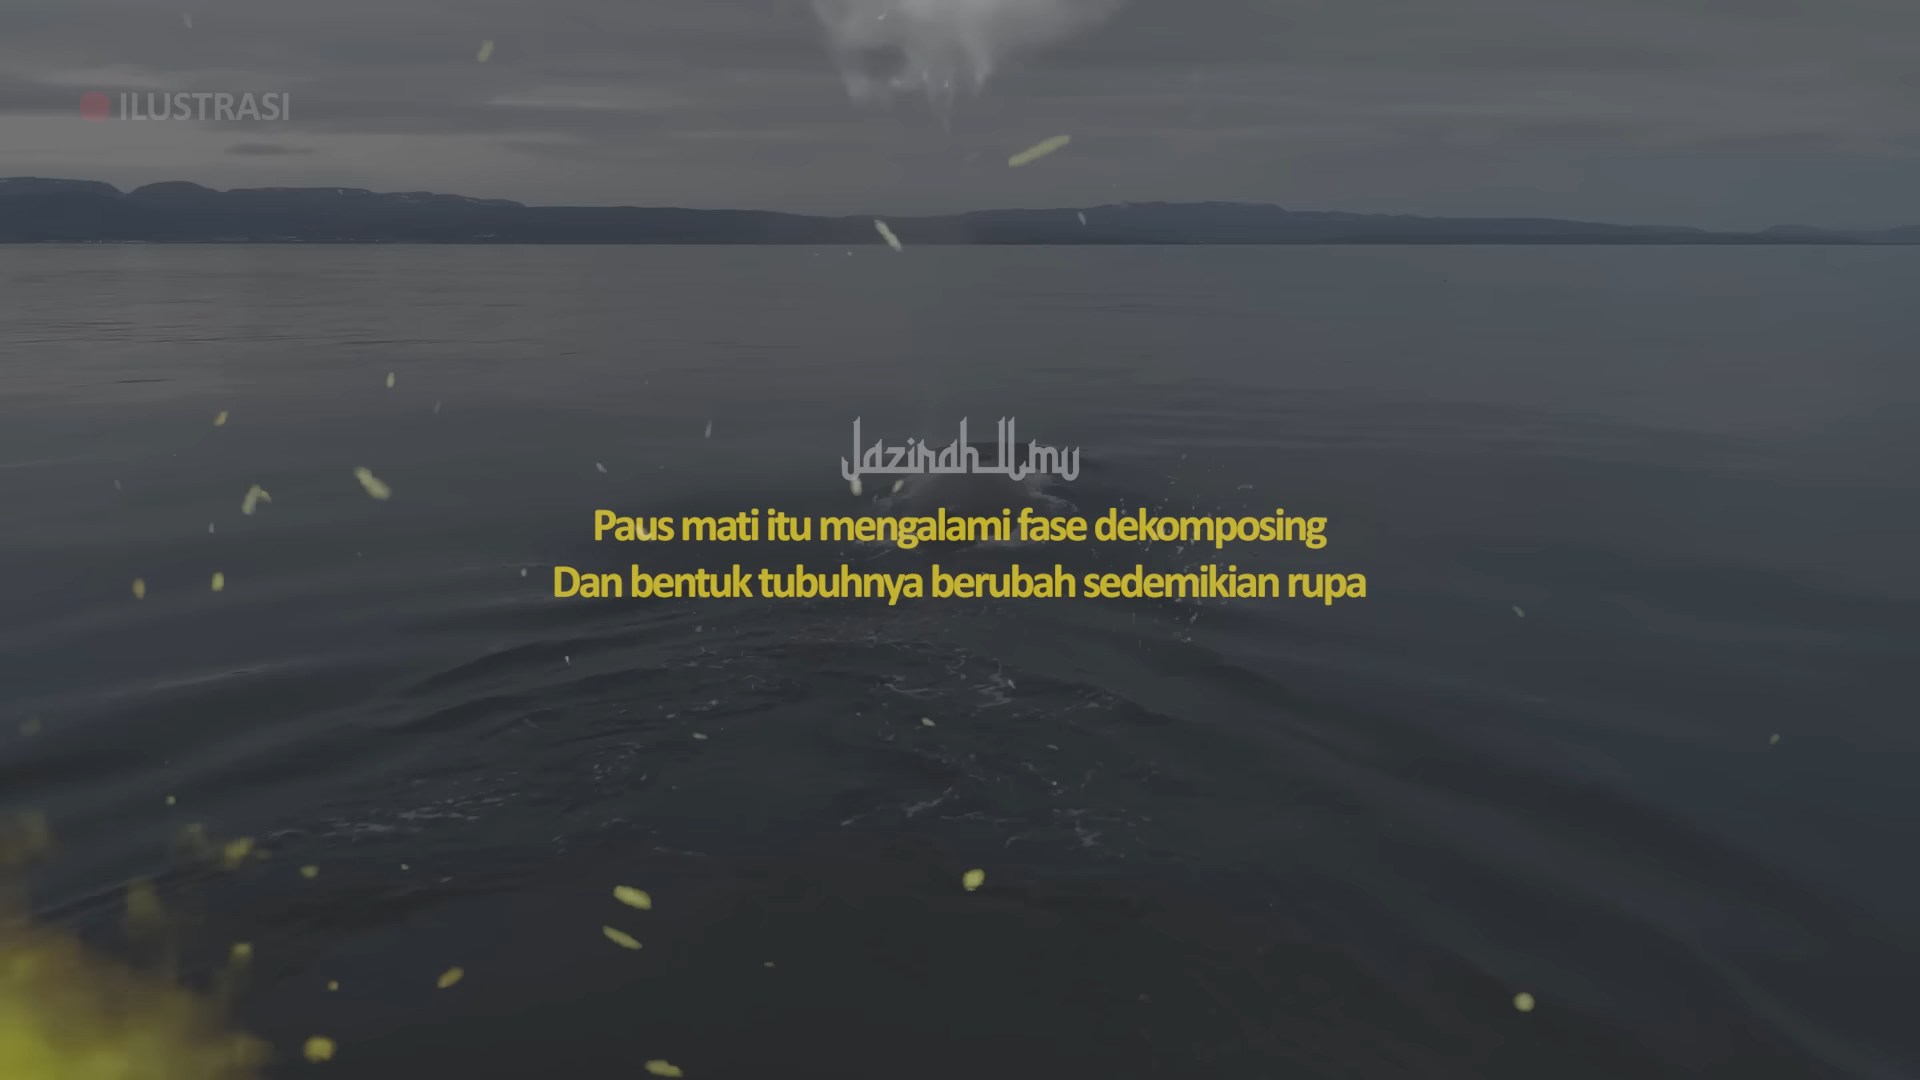 ILUSTRASI
Jazirah Ilmu
Paus mati itu mengalami fase dekomposing
Dan bentuk tubuhnya berubah sedemikian rupa